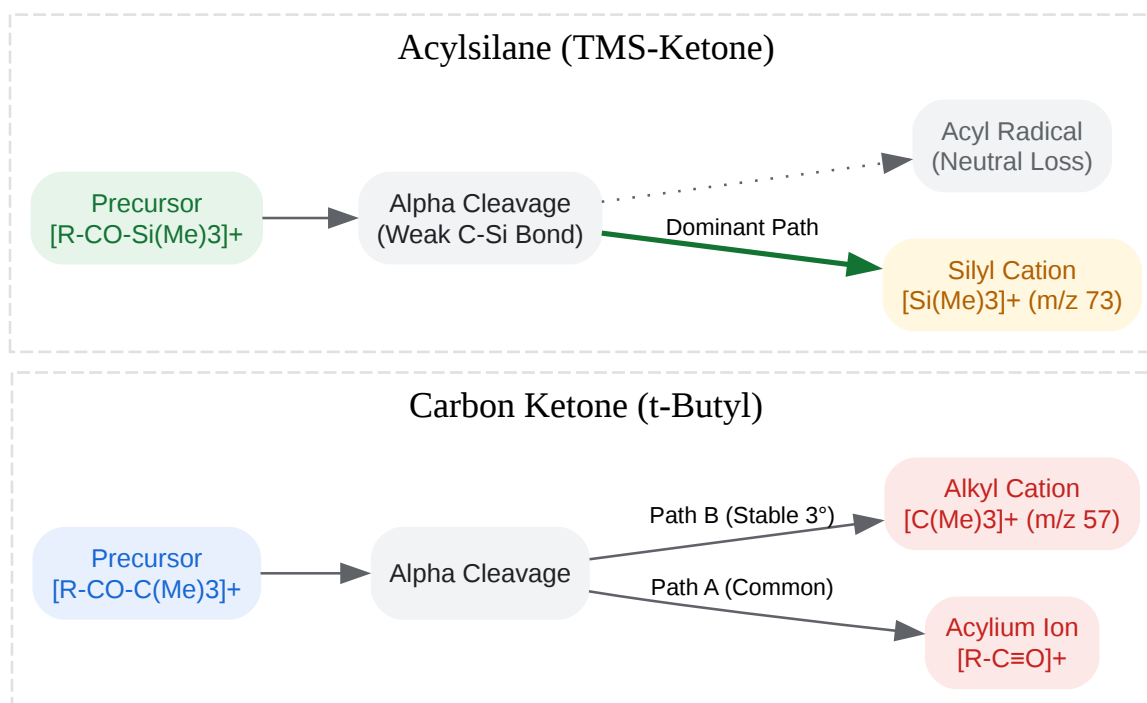 Acylsilane (TMS-Ketone)
Precursor
[R-CO-Si(Me)3]+
Alpha Cleavage
(Weak C-Si Bond)
Acyl Radical
(Neutral Loss)
Dominant Path
Silyl Cation
[Si(Me)3]+ (m/z 73)
Carbon Ketone (t-Butyl)
Precursor
[R-CO-C(Me)3]+
Alpha Cleavage
Path B (Stable 3°)
Alkyl Cation
[C(Me)3]+ (m/z 57)
Path A (Common)
Acylium Ion
[R-C≡O]+